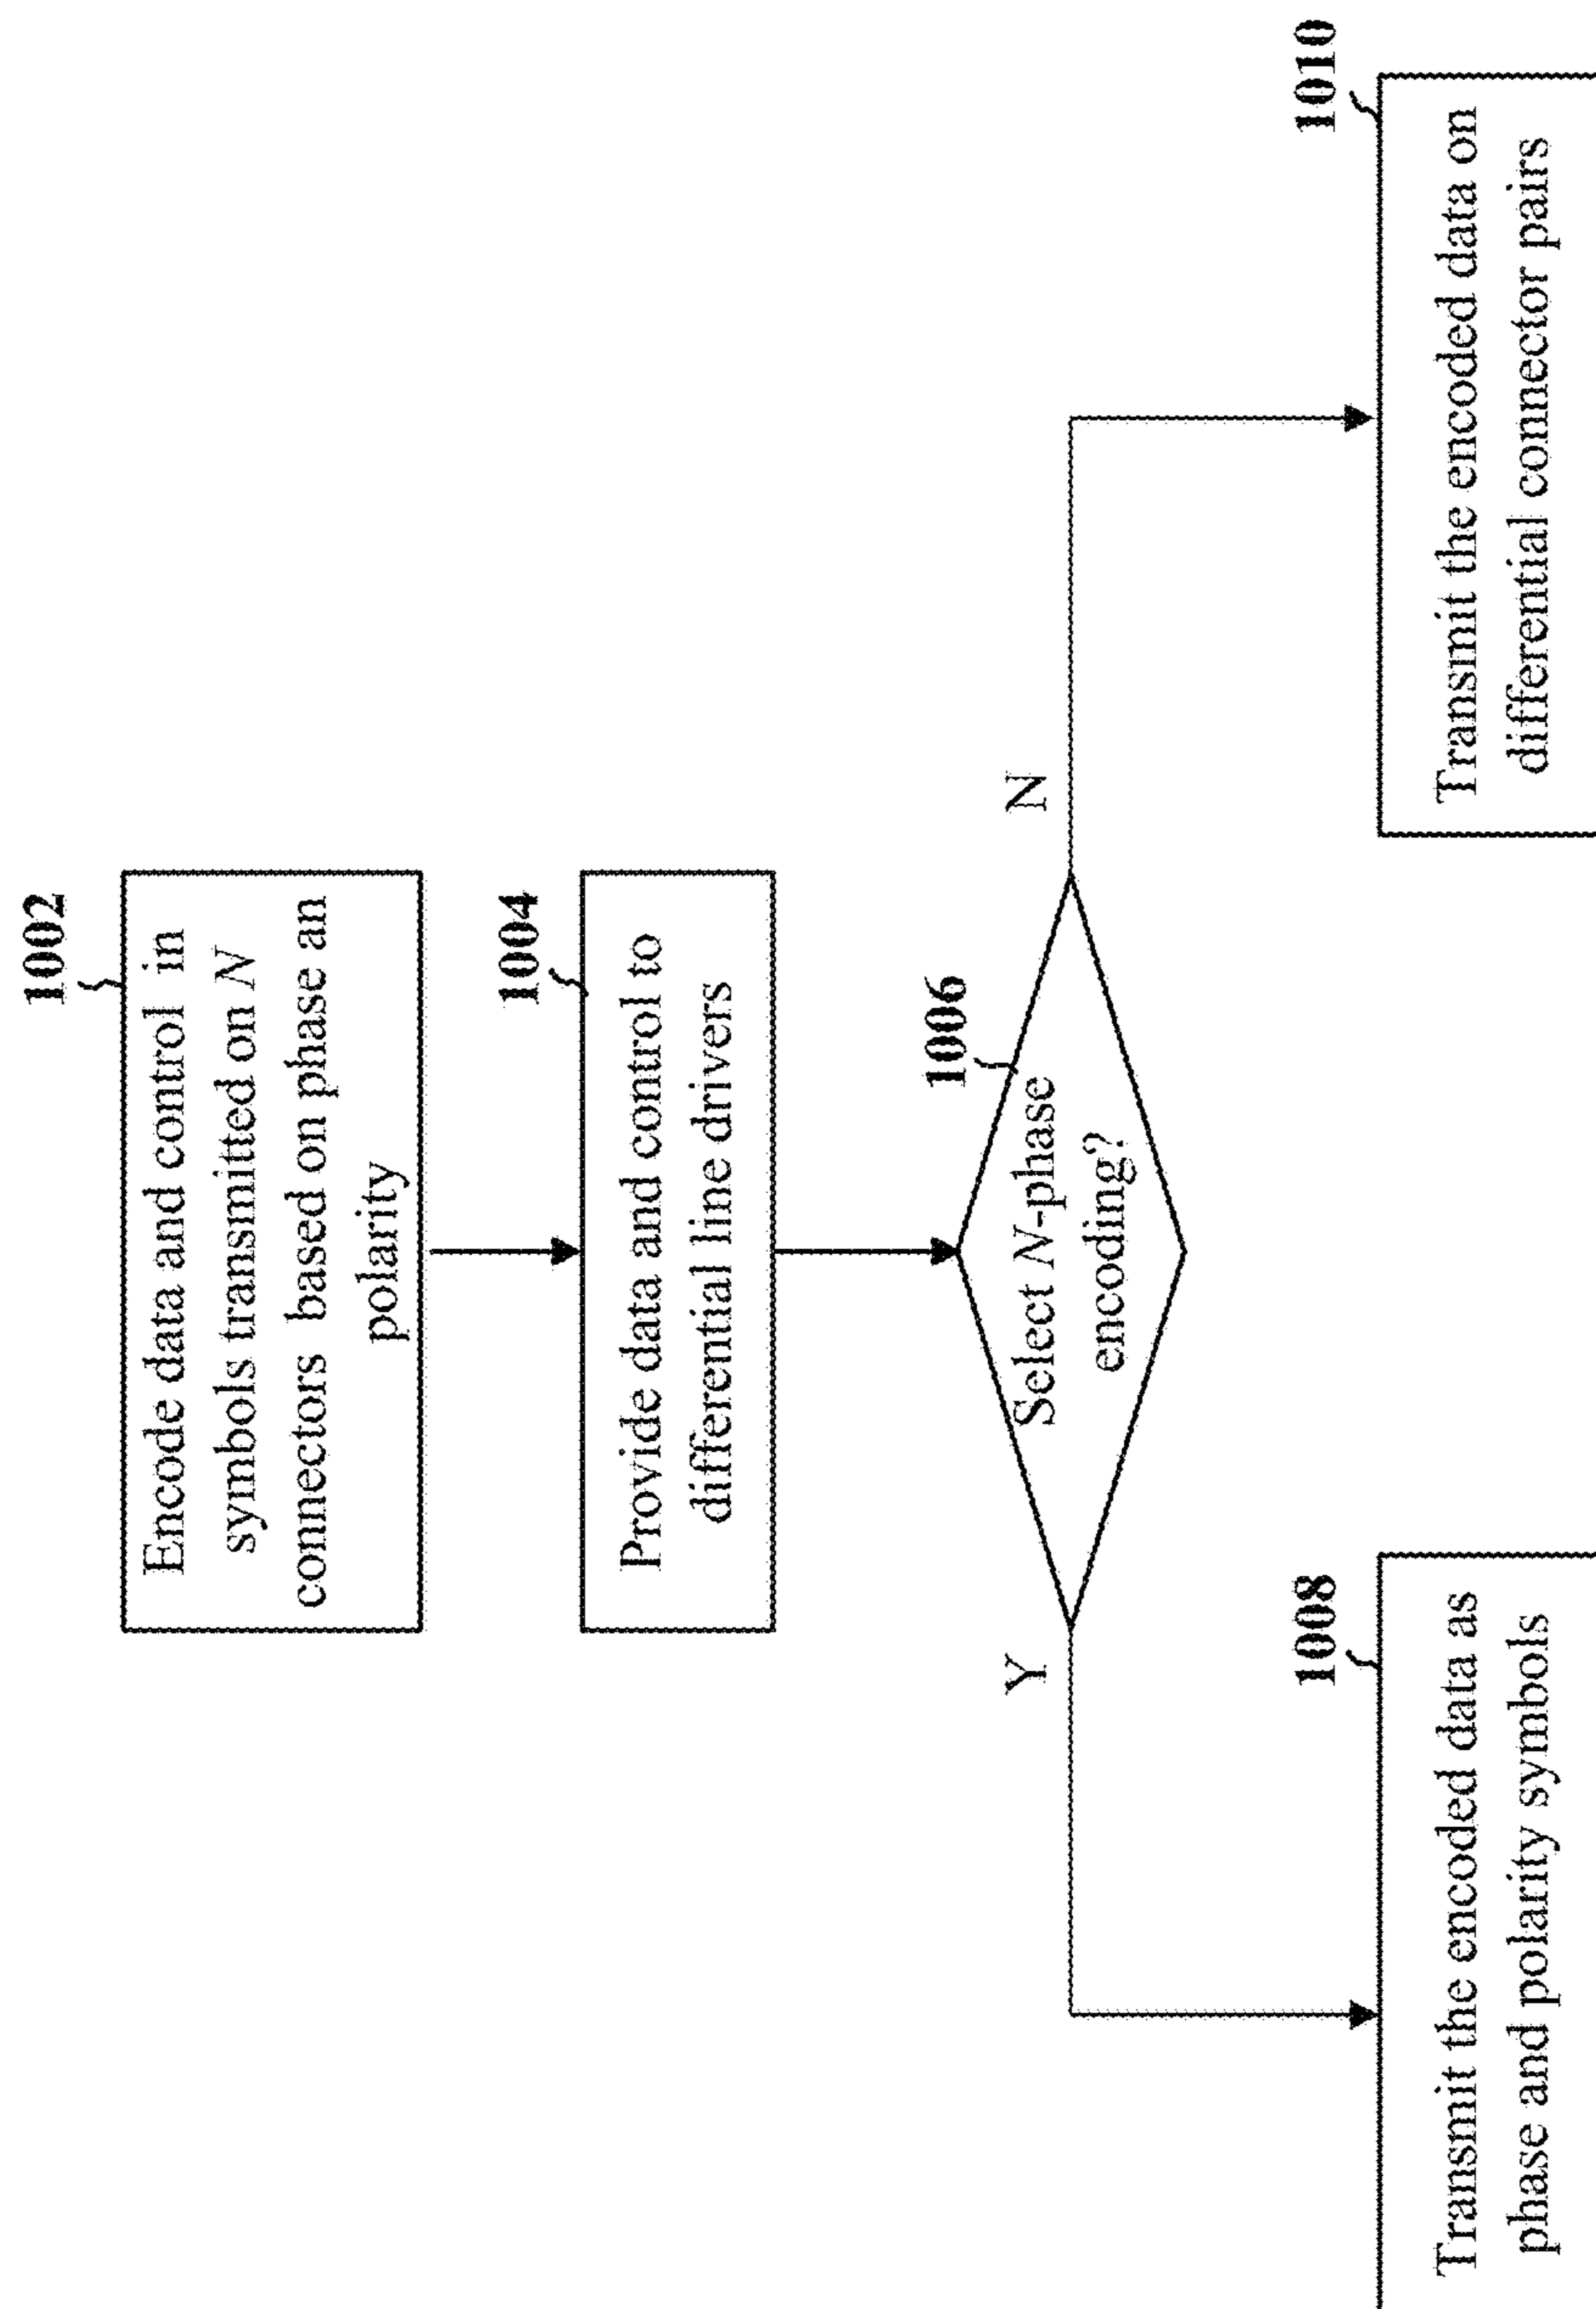 1002
Encode data and control in
symbols transmitted on N
connectors based on phase an
polarity
1004
Provide data and control to
differential line drivers
1006
Select N-phase
encoding?
Y
N
1008
Transmit the encoded data as
phase and polarity symbols
1010
Transmit the encoded data on
differential connector pairs